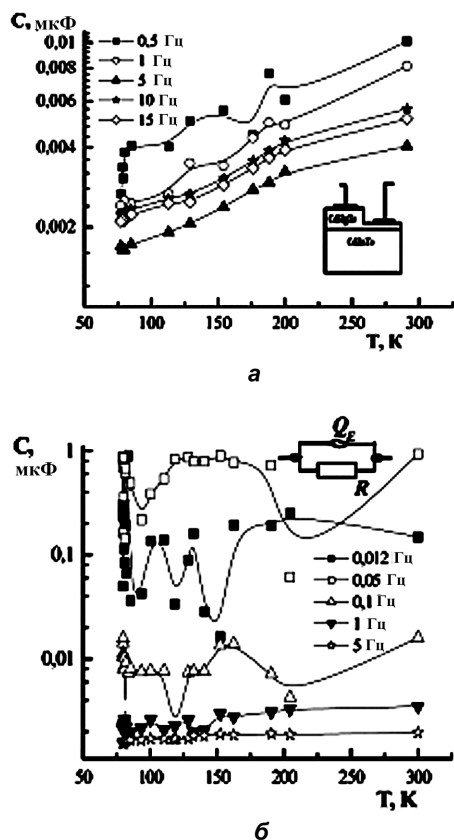 C, мкФ
0,01
0,008
0,006
0,004
0,002
0,5 Гц
1 Гц
5 Гц
10 Гц
15 Гц
50 100 150 200 250 300
T, K
а
C, мкФ
1
0,1
0,01
Q_E
R
0,012 Гц
0,05 Гц
0,1 Гц
1 Гц
5 Гц
50 100 150 200 250 300
T, K
б